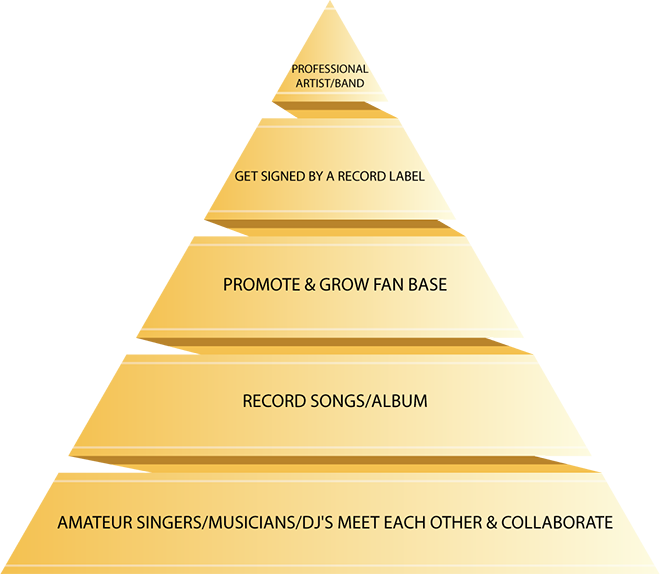 PROFESSIONAL
ARTIST/BAND
GET SIGNED BY A RECORD LABEL
PROMOTE & GROW FAN BASE
RECORD SONGS/ALBUM
AMATEUR SINGERS/MUSICIANS/DJ'S MEET EACH OTHER & COLLABORATE